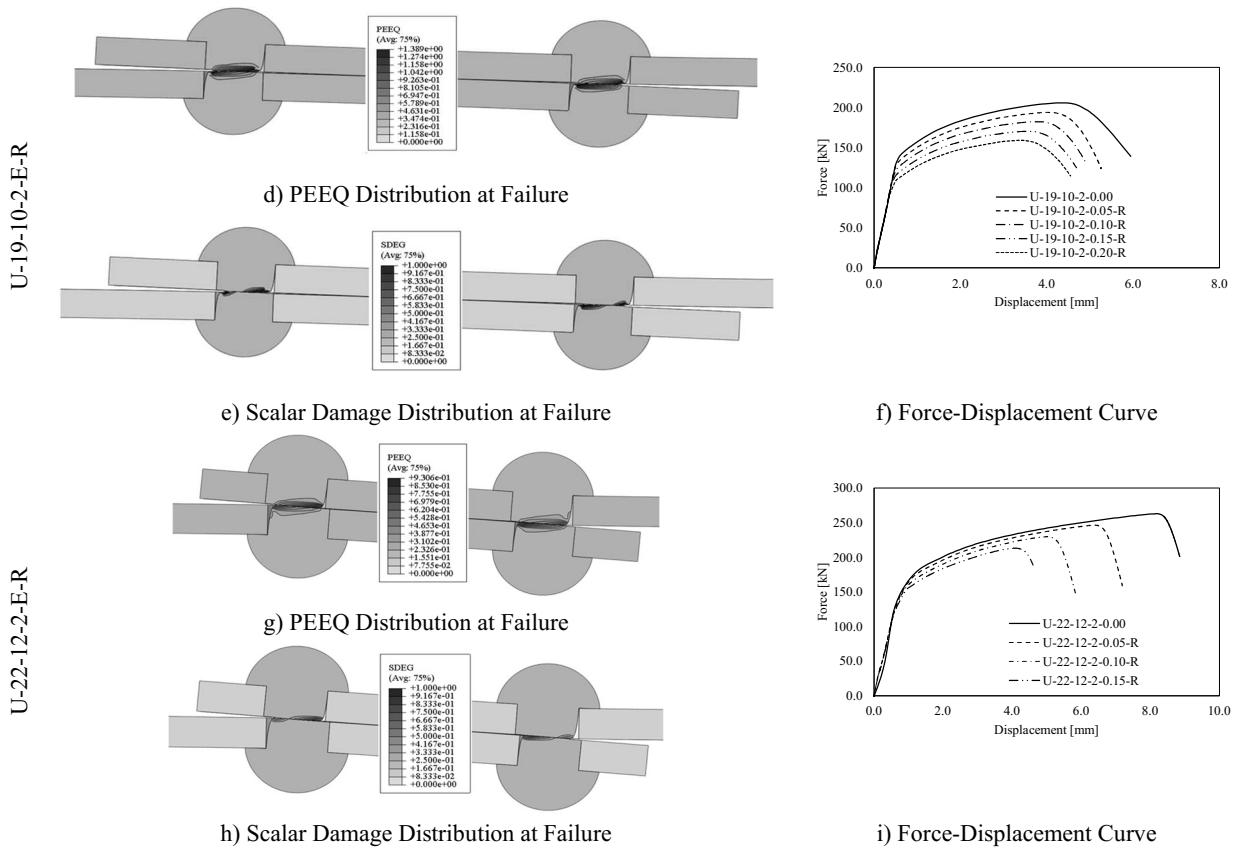 U-19-10-2-E-R
PEEQ
(Avg: 75%)
+1.389e+00
+1.274e+00
+1.158e+00
+1.042e+00
+9.263e-01
+8.105e-01
+6.947e-01
+5.789e-01
+4.631e-01
+3.474e-01
+2.316e-01
+1.158e-01
+0.000e+00
d) PEEQ Distribution at Failure
SDEG
(Avg: 75%)
+1.000e+00
+9.167e-01
+8.333e-01
+7.500e-01
+6.667e-01
+5.833e-01
+5.000e-01
+4.167e-01
+3.333e-01
+2.500e-01
+1.667e-01
+8.333e-02
+0.000e+00
e) Scalar Damage Distribution at Failure
Force [kN]
250.0
200.0
150.0
100.0
50.0
0.0
U-19-10-2-0.00
U-19-10-2-0.05-R
U-19-10-2-0.10-R
U-19-10-2-0.15-R
U-19-10-2-0.20-R
0.0 2.0 4.0 6.0 8.0
Displacement [mm]
f) Force-Displacement Curve
U-22-12-2-E-R
PEEQ
(Avg: 75%)
+9.306e-01
+8.530e-01
+7.755e-01
+6.979e-01
+6.204e-01
+5.428e-01
+4.653e-01
+3.877e-01
+3.102e-01
+2.326e-01
+1.551e-01
+7.755e-02
+0.000e+00
g) PEEQ Distribution at Failure
SDEG
(Avg: 75%)
+1.000e+00
+9.167e-01
+8.333e-01
+7.500e-01
+6.667e-01
+5.833e-01
+5.000e-01
+4.167e-01
+3.333e-01
+2.500e-01
+1.667e-01
+8.333e-02
+0.000e+00
h) Scalar Damage Distribution at Failure
Force [kN]
300.0
250.0
200.0
150.0
100.0
50.0
0.0
U-22-12-2-0.00
U-22-12-2-0.05-R
U-22-12-2-0.10-R
U-22-12-2-0.15-R
0.0 2.0 4.0 6.0 8.0 10.0
Displacement [mm]
i) Force-Displacement Curve